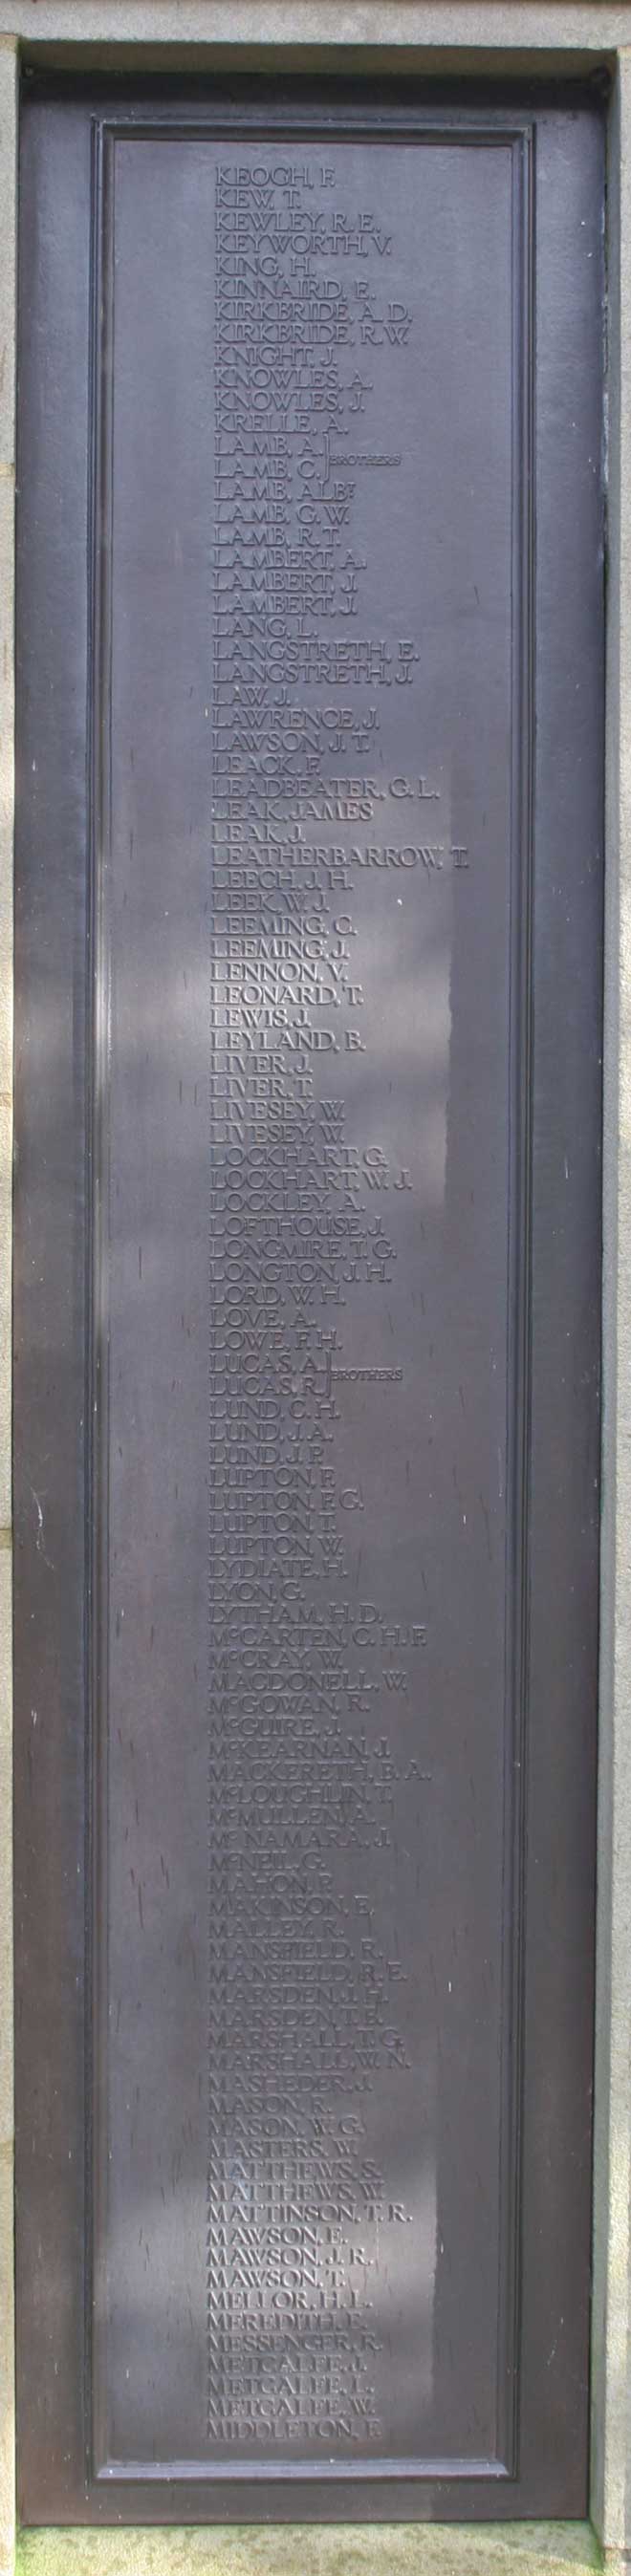 KEOGH, F.
KEW, T.
KEWLEY, R. E.
KEYWORTH, V.
KING, H.
KINNAIRD, E.
KIRKBRIDE, A. D.
KIRKBRIDE, R. W.
KNIGHT, J.
KNOWLES, A.
KNOWLES, J.
KRELLE, A.
LAMB, A.
LAMB, C.
BROTHERS
LAMB, ALBT
LAMB, G. W.
LAMB, R. T.
LAMBERT, A.
LAMBERT, J.
LAMBERT, J.
LANG, L.
LANGSTRETH, E.
LANGSTRETH, J.
LAW, J.
LAWRENCE, J.
LAWSON, J. T.
LEACK, F.
LEADBEATER, G. L.
LEAK, JAMES
LEAK, J.
LEATHERBARROW, T.
LEECH, J. H.
LEEK, W. J.
LEEMING, C.
LEEMING, J.
LENNON, V.
LEONARD, T.
LEWIS, J.
LEYLAND, B.
LIVER, J.
LIVER, T.
LIVESEY, W.
LIVESEY, W.
LOCKHART, G.
LOCKHART, W. J.
LOCKLEY, A.
LOFTHOUSE, J.
LONGMIRE, T. G.
LONGTON, J. H.
LORD, W. H.
LOVE, A.
LOWE, F. H.
LUCAS, A.
LUCAS, R.
BROTHERS
LUND, C. H.
LUND, J. A.
LUND, J. P.
LUPTON, F.
LUPTON, F. G.
LUPTON, T.
LUPTON, W.
LYDIATE, H.
LYON, G.
LYTHAM, H. D.
McCARTEN, C. H. F.
McCRAY, W.
MACDONELL, W.
McGOWAN, R.
McGUIRE, J.
McKEARNAN, J.
MACKERETH, B. A.
McLOUGHLIN, T.
McMULLEN, A.
McNAMARA, J.
McNEIL, G.
MAHON, P.
MAKINSON, E.
MALLEY, R.
MANSFIELD, R.
MANSFIELD, R. E.
MARSDEN, J. H.
MARSDEN, T. E.
MARSHALL, T. G.
MARSHALL, W. N.
MASHEDER, J.
MASON, R.
MASON, W. G.
MASTERS, W.
MATTHEWS, S.
MATTHEWS, W.
MATTINSON, T. R.
MAWSON, E.
MAWSON, J. R.
MAWSON, T.
MELLOR, H. L.
MEREDITH, E.
MESSENGER, R.
METCALFE, J.
METCALFE, L.
METCALFE, W.
MIDDLETON, F.